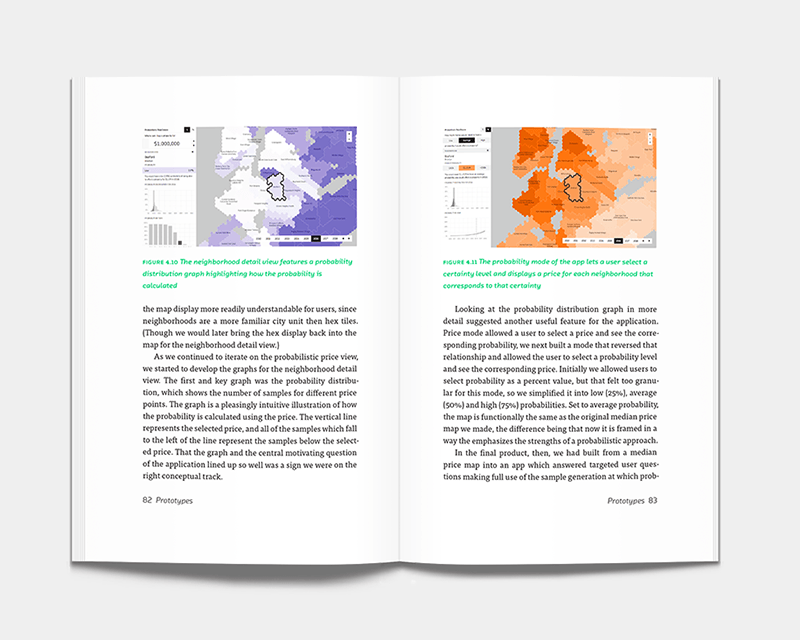 $1,000,000
FIGURE 4.10 The neighborhood detail view features a probability
distribution graph highlighting how the probability is
calculated
the map display more readily understandable for users, since
neighborhoods are a more familiar city unit then hex tiles.
(Though we would later bring the hex display back into the
map for the neighborhood detail view.)
As we continued to iterate on the probabilistic price view,
we started to develop the graphs for the neighborhood detail
view. The first and key graph was the probability distribu-
tion, which shows the number of samples for different price
points. The graph is a pleasingly intuitive illustration of how
the probability is calculated using the price. The vertical line
represents the selected price, and all of the samples which fall
to the left of the line represent the samples below the select-
ed price. That the graph and the central motivating question
of the application lined up so well was a sign we were on the
right conceptual track.
82 Prototypes
FIGURE 4.11 The probability mode of the app lets a user select a
certainty level and displays a price for each neighborhood that
corresponds to that certainty
Looking at the probability distribution graph in more
detail suggested another useful feature for the application.
Price mode allowed a user to select a price and see the corre-
sponding probability, we next built a mode that reversed that
relationship and allowed the user to select a probability level
and see the corresponding price. Initially we allowed users to
select probability as a percent value, but that felt too granu-
lar for this mode, so we simplified it into low (25%), average
(50%) and high (75%) probabilities. Set to average probability,
the map is functionally the same as the original median price
map we made, the difference being that now it is framed in a
way the emphasizes the strengths of a probabilistic approach.
In the final product, then, we had built from a median
price map into an app which answered targeted user ques-
tions making full use of the sample generation at which prob-
Prototypes 83